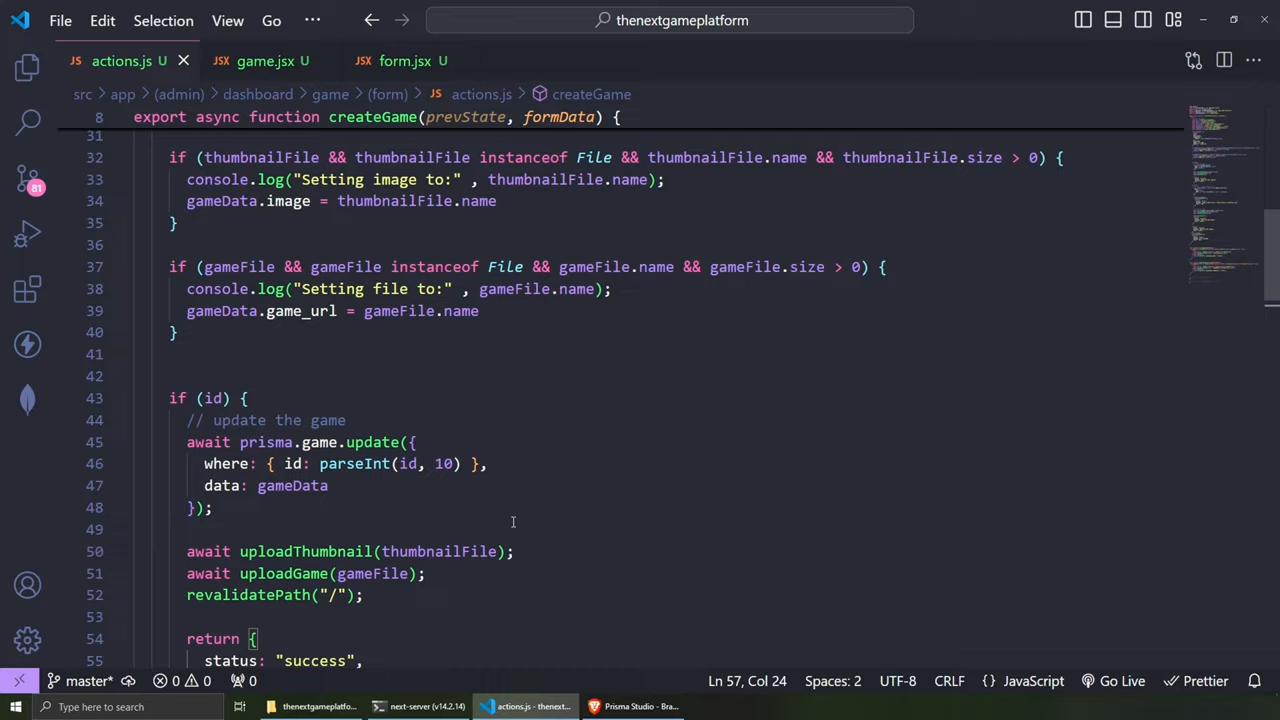 File Edit Selection View Go ··· ← → thenextgameplatform
JS actions.js U × JSX game.jsx U JSX form.jsx U
src > app > (admin) > dashboard > game > (form) > JS actions.js > createGame
8 export async function createGame(prevState, formData) {
31
32 if (thumbnailFile && thumbnailFile instanceof File && thumbnailFile.name && thumbnailFile.size > 0) {
33 console.log("Setting image to:" , thumbnailFile.name);
34 gameData.image = thumbnailFile.name
35 }
36
37 if (gameFile && gameFile instanceof File && gameFile.name && gameFile.size > 0) {
38 console.log("Setting file to:" , gameFile.name);
39 gameData.game_url = gameFile.name
40 }
41
42
43 if (id) {
44 // update the game
45 await prisma.game.update({
46 where: { id: parseInt(id, 10) },
47 data: gameData
48 });
49
50 await uploadThumbnail(thumbnailFile);
51 await uploadGame(gameFile);
52 revalidatePath("/");
53
54 return {
55 status: "success",
81
master* 0 0 0 Ln 57, Col 24 Spaces: 2 UTF-8 CRLF {} JavaScript Go Live Prettier
Type here to search thenextgameplatfo... next-server (v14.2.14) actions.js - thenext... Prisma Studio - Bra...